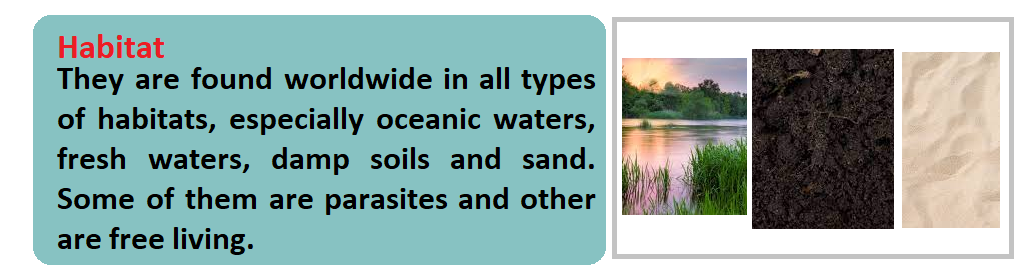 Habitat
They are found worldwide in all types
of habitats, especially oceanic waters,
fresh waters, damp soils and sand.
Some of them are parasites and other
are free living.